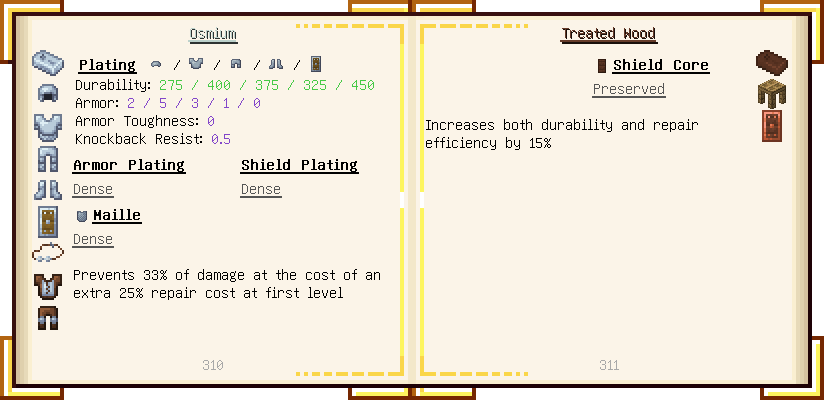 Osmium
Plating / / / /
Durability: 275 / 400 / 375 / 325 / 450
Armor: 2 / 5 / 3 / 1 / 0
Armor Toughness: 0
Knockback Resist: 0.5
Armor Plating Shield Plating
Dense Dense
Maille
Dense
Prevents 33% of damage at the cost of an
extra 25% repair cost at first level
310
Treated Wood
Shield Core
Preserved
Increases both durability and repair
efficiency by 15%
311